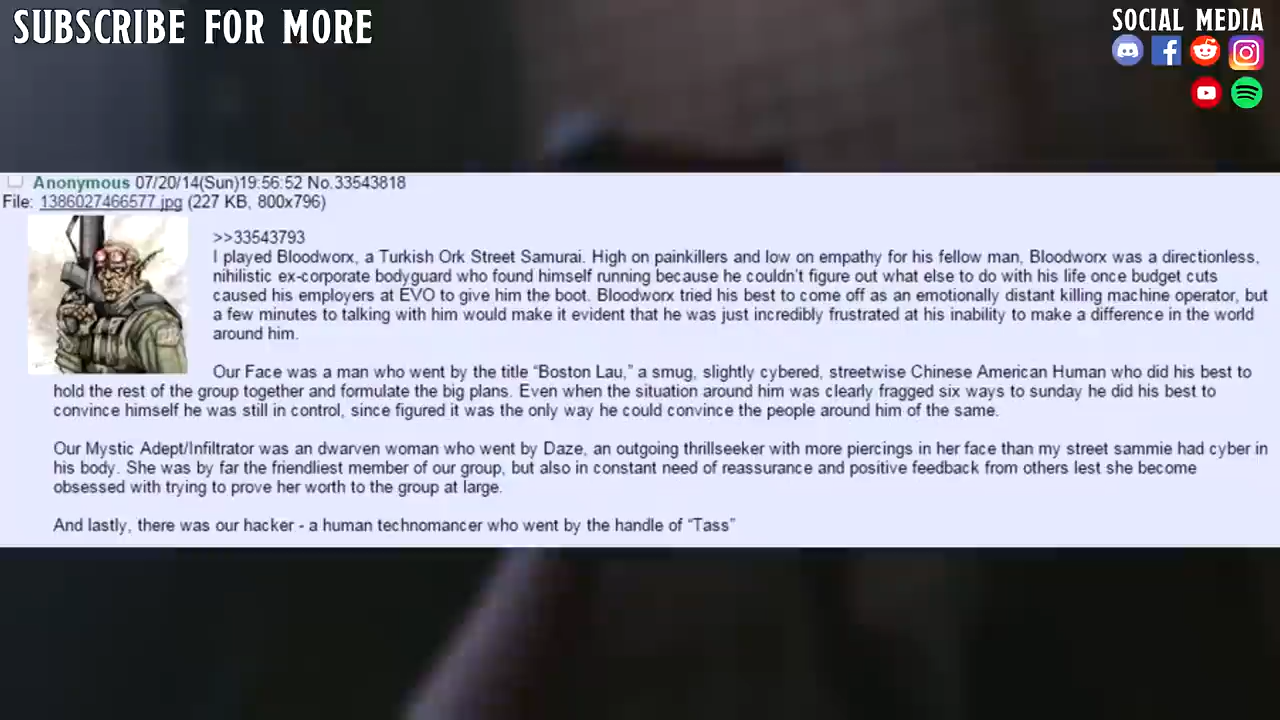 SUBSCRIBE FOR MORE
SOCIAL MEDIA
Anonymous 07/20/14(Sun)19:56:52 No.33543818
File: 1386027466577.jpg (227 KB, 800x796)
>>33543793
I played Bloodworx, a Turkish Ork Street Samurai. High on painkillers and low on empathy for his fellow man, Bloodworx was a directionless,
nihilistic ex-corporate bodyguard who found himself running because he couldn't figure out what else to do with his life once budget cuts
caused his employers at EVO to give him the boot. Bloodworx tried his best to come off as an emotionally distant killing machine operator, but
a few minutes to talking with him would make it evident that he was just incredibly frustrated at his inability to make a difference in the world
around him.
Our Face was a man who went by the title “Boston Lau,” a smug, slightly cybered, streetwise Chinese American Human who did his best to
hold the rest of the group together and formulate the big plans. Even when the situation around him was clearly fragged six ways to sunday he did his best to
convince himself he was still in control, since figured it was the only way he could convince the people around him of the same.
Our Mystic Adept/Infiltrator was an dwarven woman who went by Daze, an outgoing thrillseeker with more piercings in her face than my street sammie had cyber in
his body. She was by far the friendliest member of our group, but also in constant need of reassurance and positive feedback from others lest she become
obsessed with trying to prove her worth to the group at large.
And lastly, there was our hacker - a human technomancer who went by the handle of “Tass”